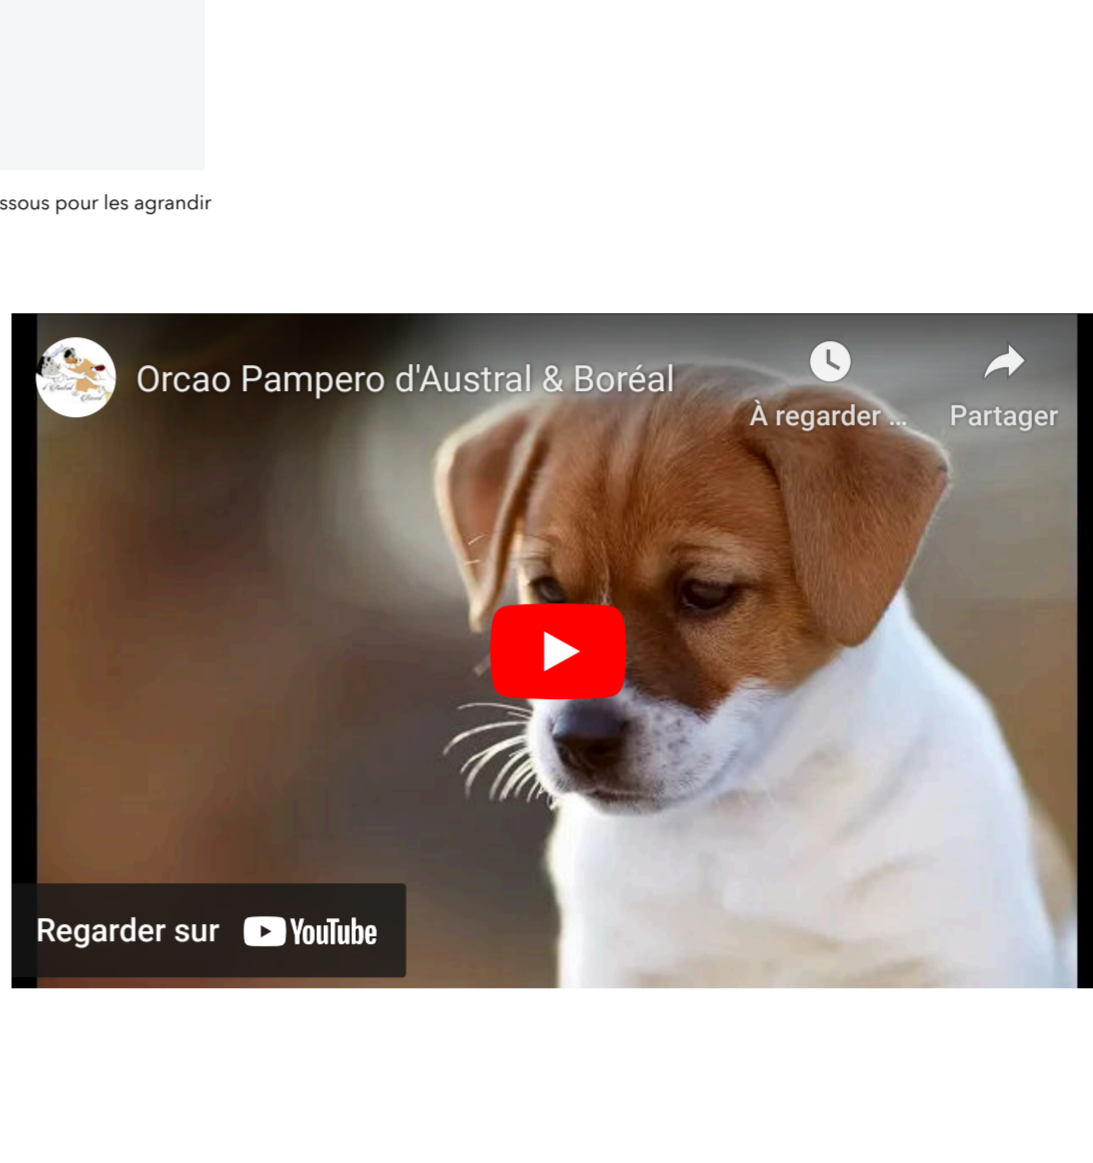 ssous pour les agrandir
Orcao Pampero d'Austral & Boréal
À regarder ...
Partager
Regarder sur YouTube